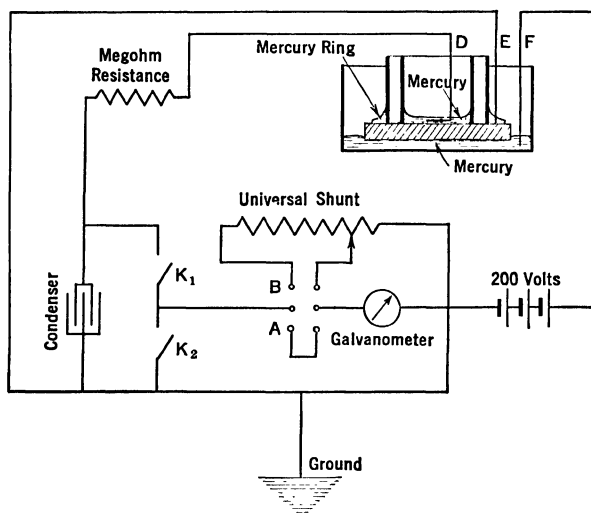 D E F
Mercury Ring
Megohm
Resistance
Mercury
Mercury
Universal Shunt
K1
B
200 Volts
Condenser
A
Galvanometer
K2
Ground